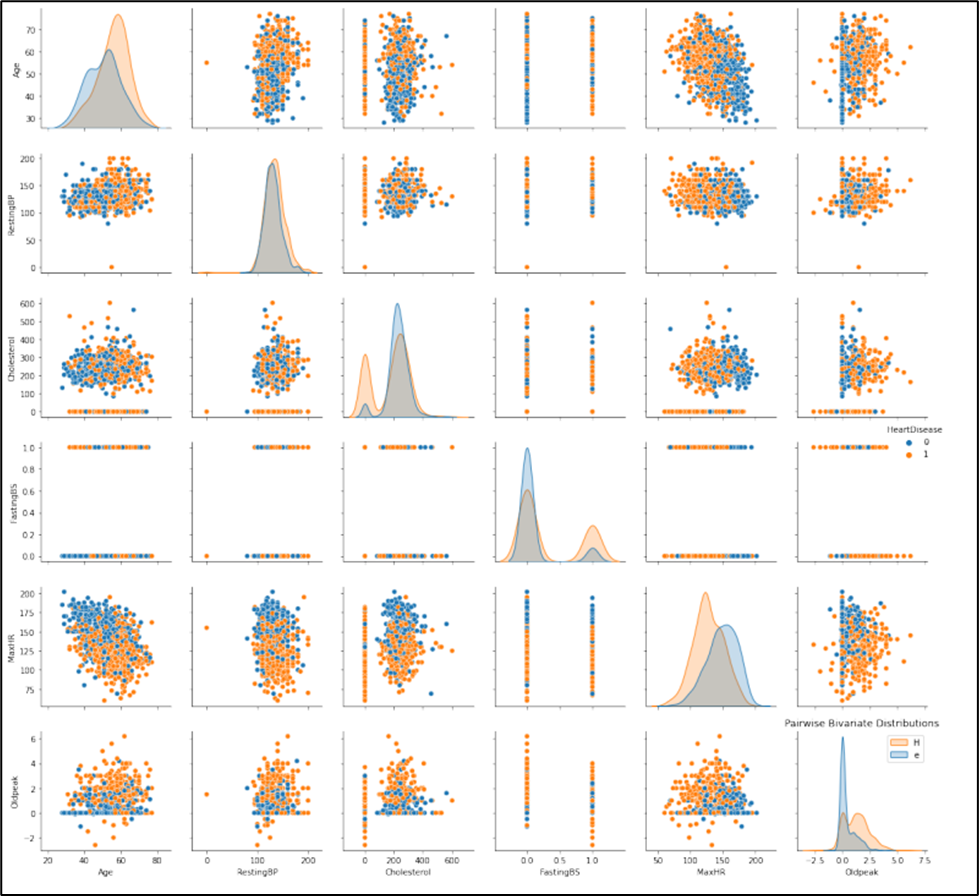 Age
70
60
50
40
30
RestingBP
200
150
100
50
0
Cholesterol
600
500
400
300
200
100
0
HeartDisease
0
1
FastingBS
1.0
0.8
0.6
0.4
0.2
0.0
MaxHR
200
175
150
125
100
75
Pairwise Bivariate Distributions
H
e
Oldpeak
6
4
2
0
−2
20 40 60 80
0 100 200
0 200 400 600
0.0 0.5 1.0
50 100 150 200
−2.5 0.0 2.5 5.0 7.5
Age RestingBP Cholesterol FastingBS MaxHR Oldpeak